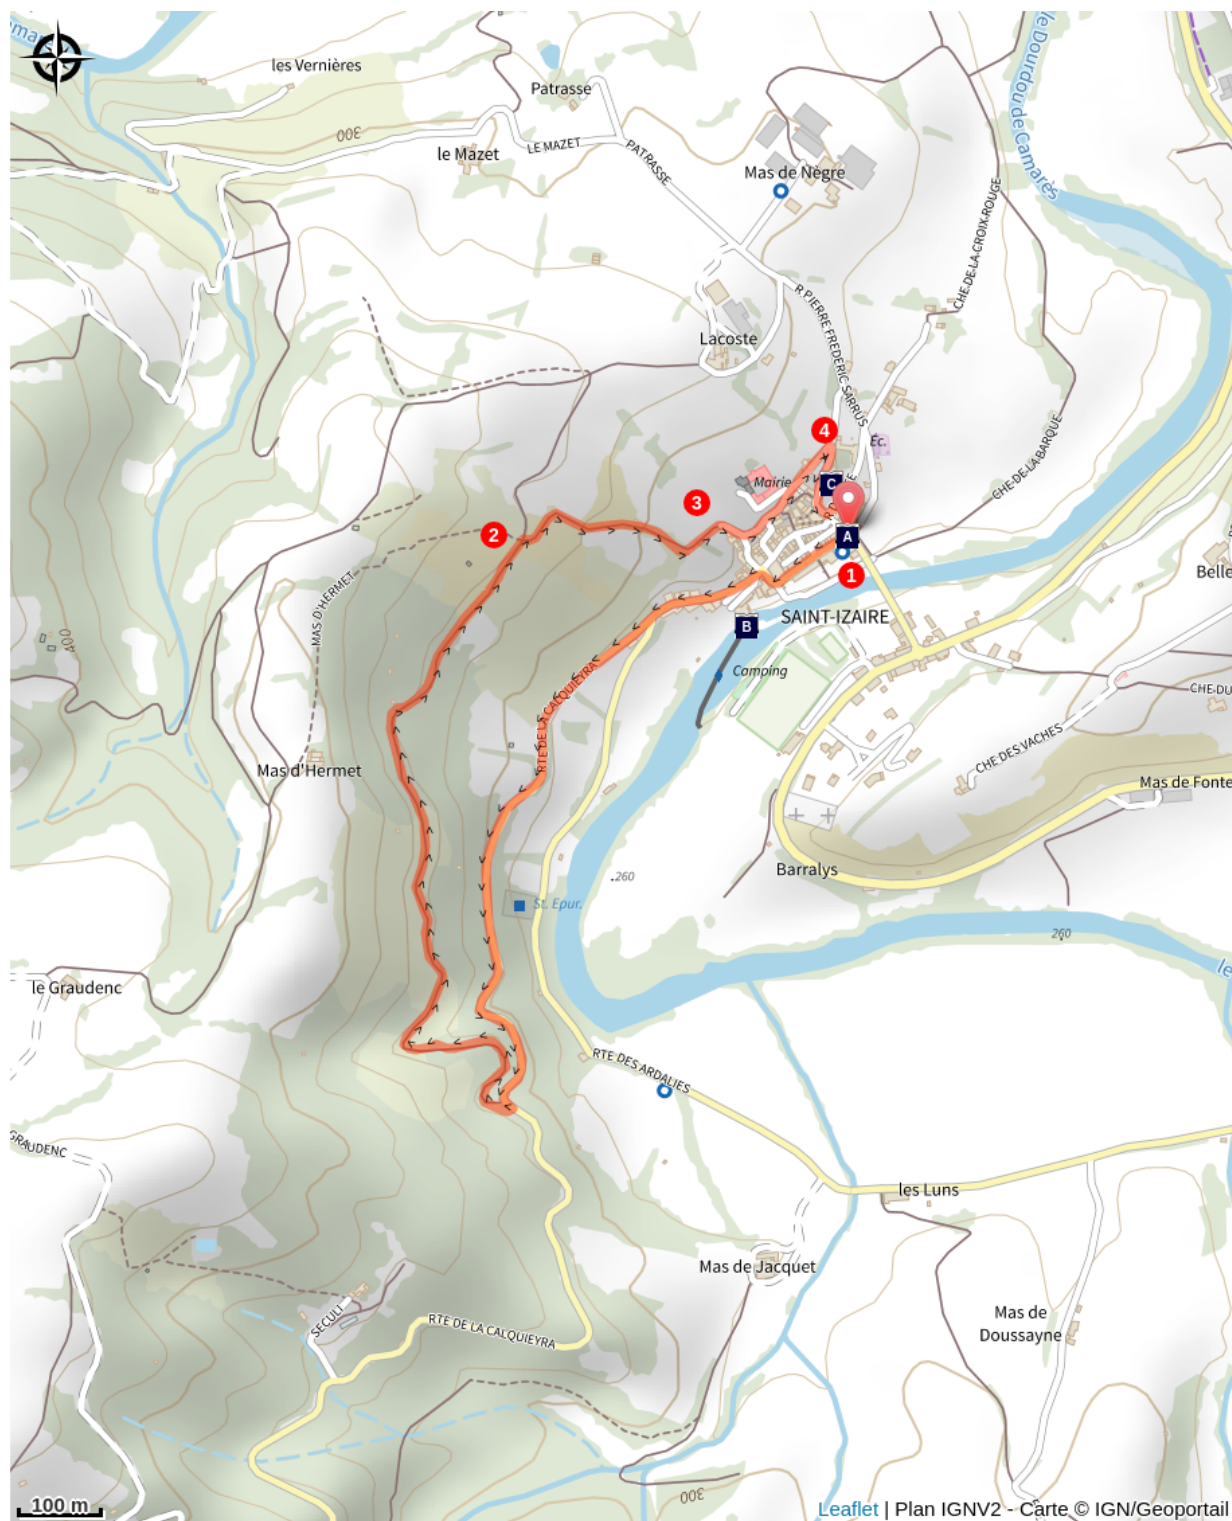 les Vernières
Patrasse
le Dourdou de Camarès
300
le Mazet
LE MAZET
PATRASSE
Mas de Nègre
CHE DE LA CROIX ROUGE
R PIERRE FREDERIC SARRUS
Lacoste
4
Éc.
Mairie
C
3
CHE DE LA BARQUE
2
A
1
Belle
MAS D'HERMET
400
SAINT-IZAIRE
B
Camping
RTE DE LA CALQUIEYRA
CHE DU
CHE DES VACHES
Mas d'Hermet
Mas de Fonte
Barralys
260
St. Epur.
260
le
le Graudenc
RTE DES ARDALIES
GRAUDENC
les Luns
Mas de Jacquet
SECULI
RTE DE LA CALQUIEYRA
Mas de
Doussayne
300
100 m
Leaflet | Plan IGNV2 - Carte © IGN/Geoportail